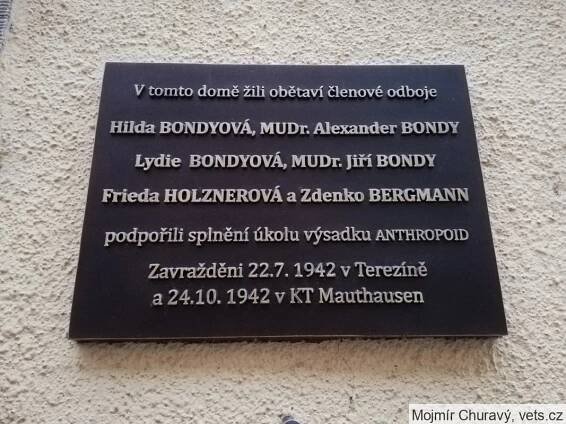 V tomto domě žili obětaví členové odboje
Hilda BONDYOVÁ, MUDr. Alexander BONDY
Lydie BONDYOVÁ, MUDr. Jiří BONDY
Frieda HOLZNEROVÁ a Zdenko BERGMANN
podpořili splnění úkolu výsadku ANTHROPOID
Zavražděni 22.7. 1942 v Terezíně
a 24.10. 1942 v KT Mauthausen
Mojmír Churavý, vets.cz